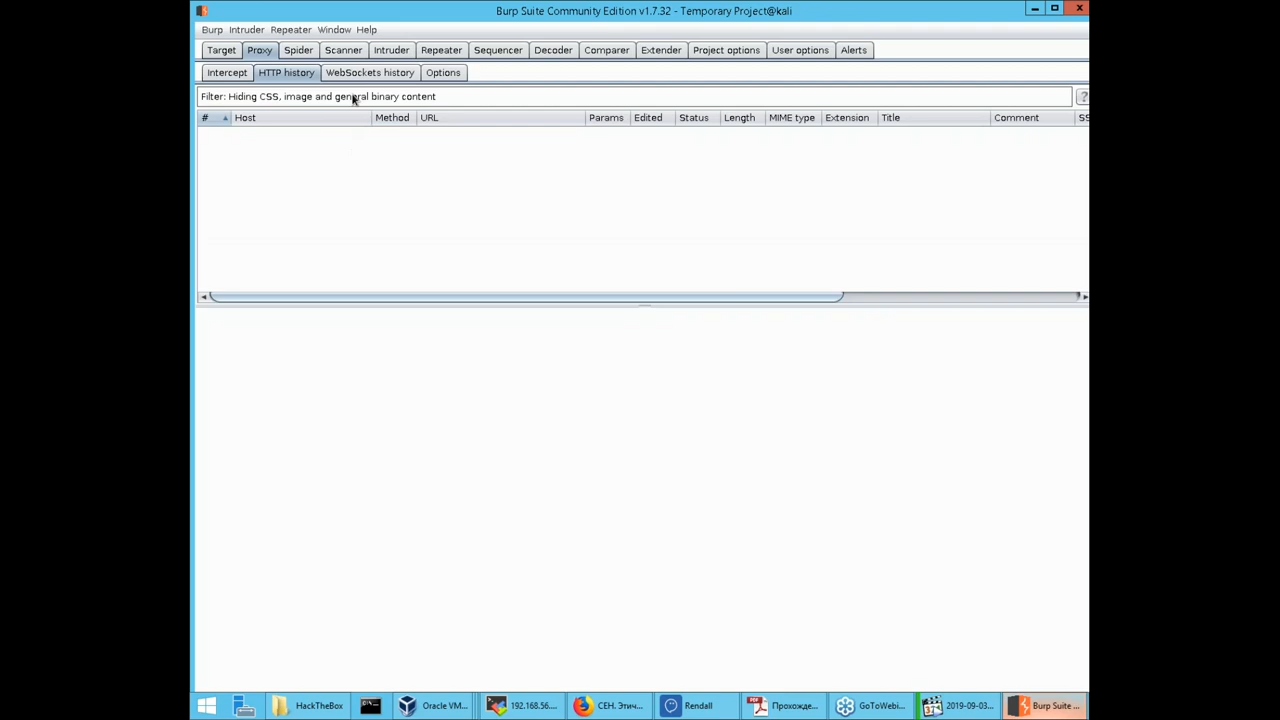 Burp Suite Community Edition v1.7.32 - Temporary Project@kali
Burp Intruder Repeater Window Help
Target Proxy Spider Scanner Intruder Repeater Sequencer Decoder Comparer Extender Project options User options Alerts
Intercept HTTP history WebSockets history Options
Filter: Hiding CSS, image and general binary content ?
# Host Method URL Params Edited Status Length MIME type Extension Title Comment SS
HackTheBox Oracle VM... 192.168.56.... СЕН. Этич... Rendall Прохожде... GoToWebi... 2019-09-03... Burp Suite ...